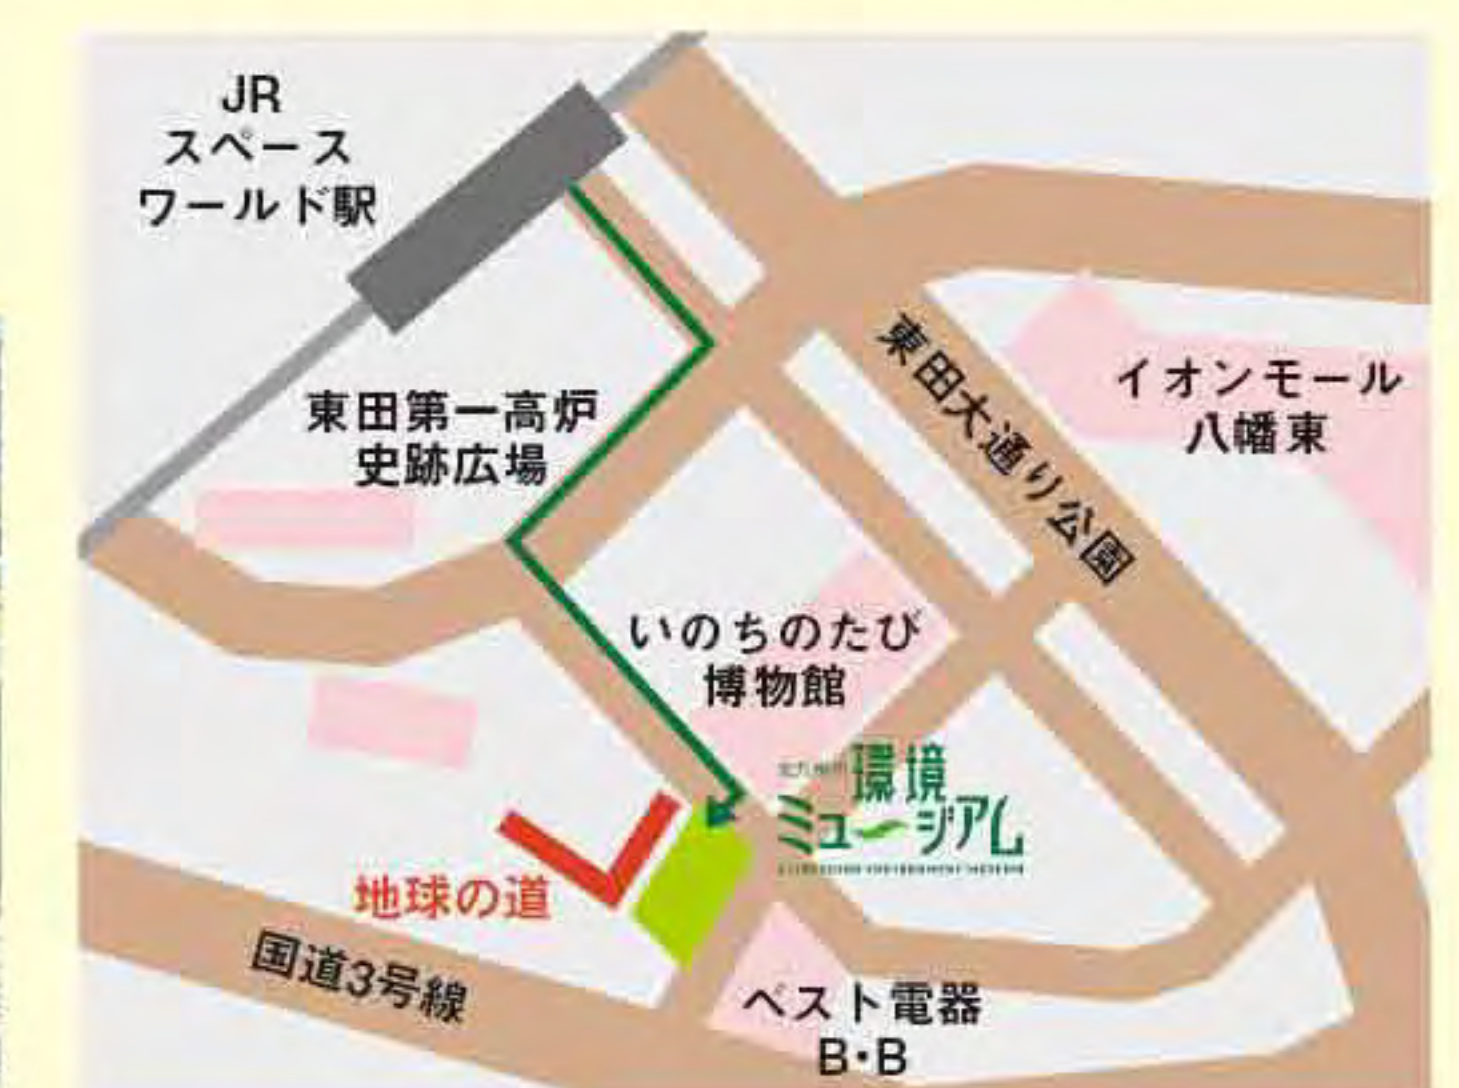 JR
スペース
ワールド駅
東田第一高炉
史跡広場
東田大通り公園
イオンモール
八幡東
いのちのたび
博物館
環境
ミュージアム
地球の道
国道3号線
ベスト電器
B・B